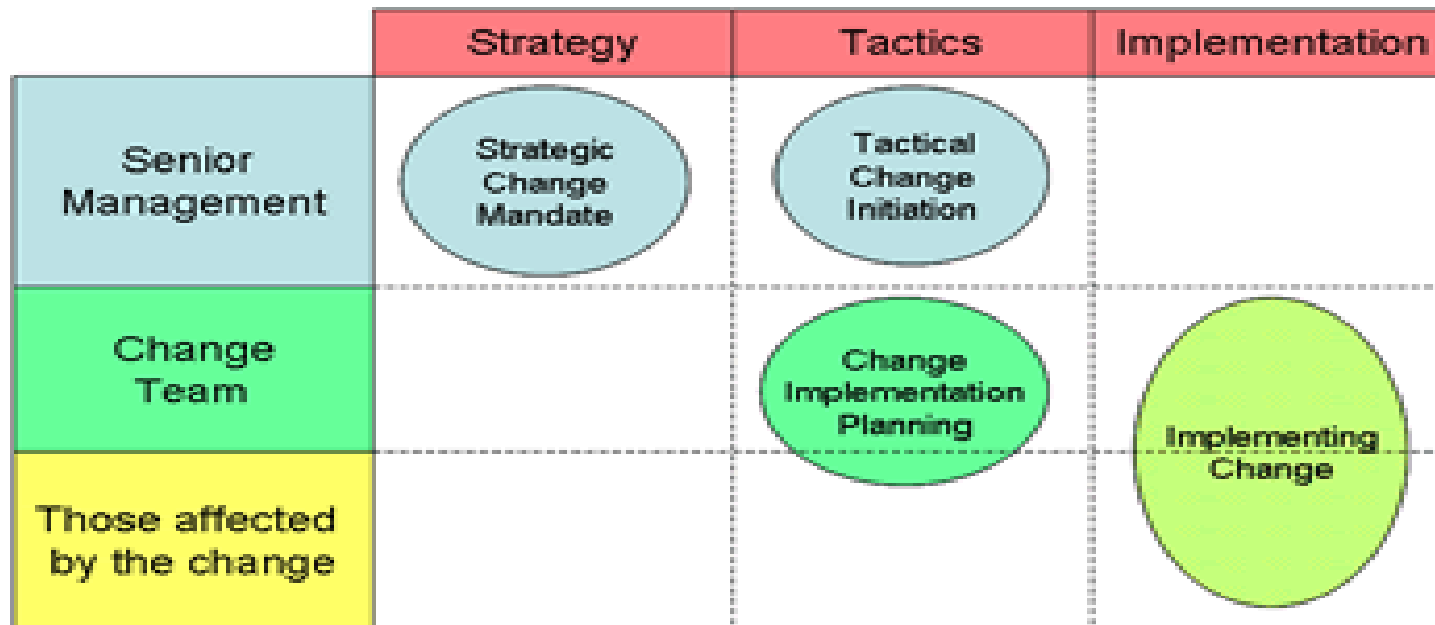 Strategy
Tactics
Implementation
Senior
Management
Strategic
Change
Mandate
Tactical
Change
Initiation
Change
Team
Change
Implementation
Planning
Implementing
Change
Those affected
by the change